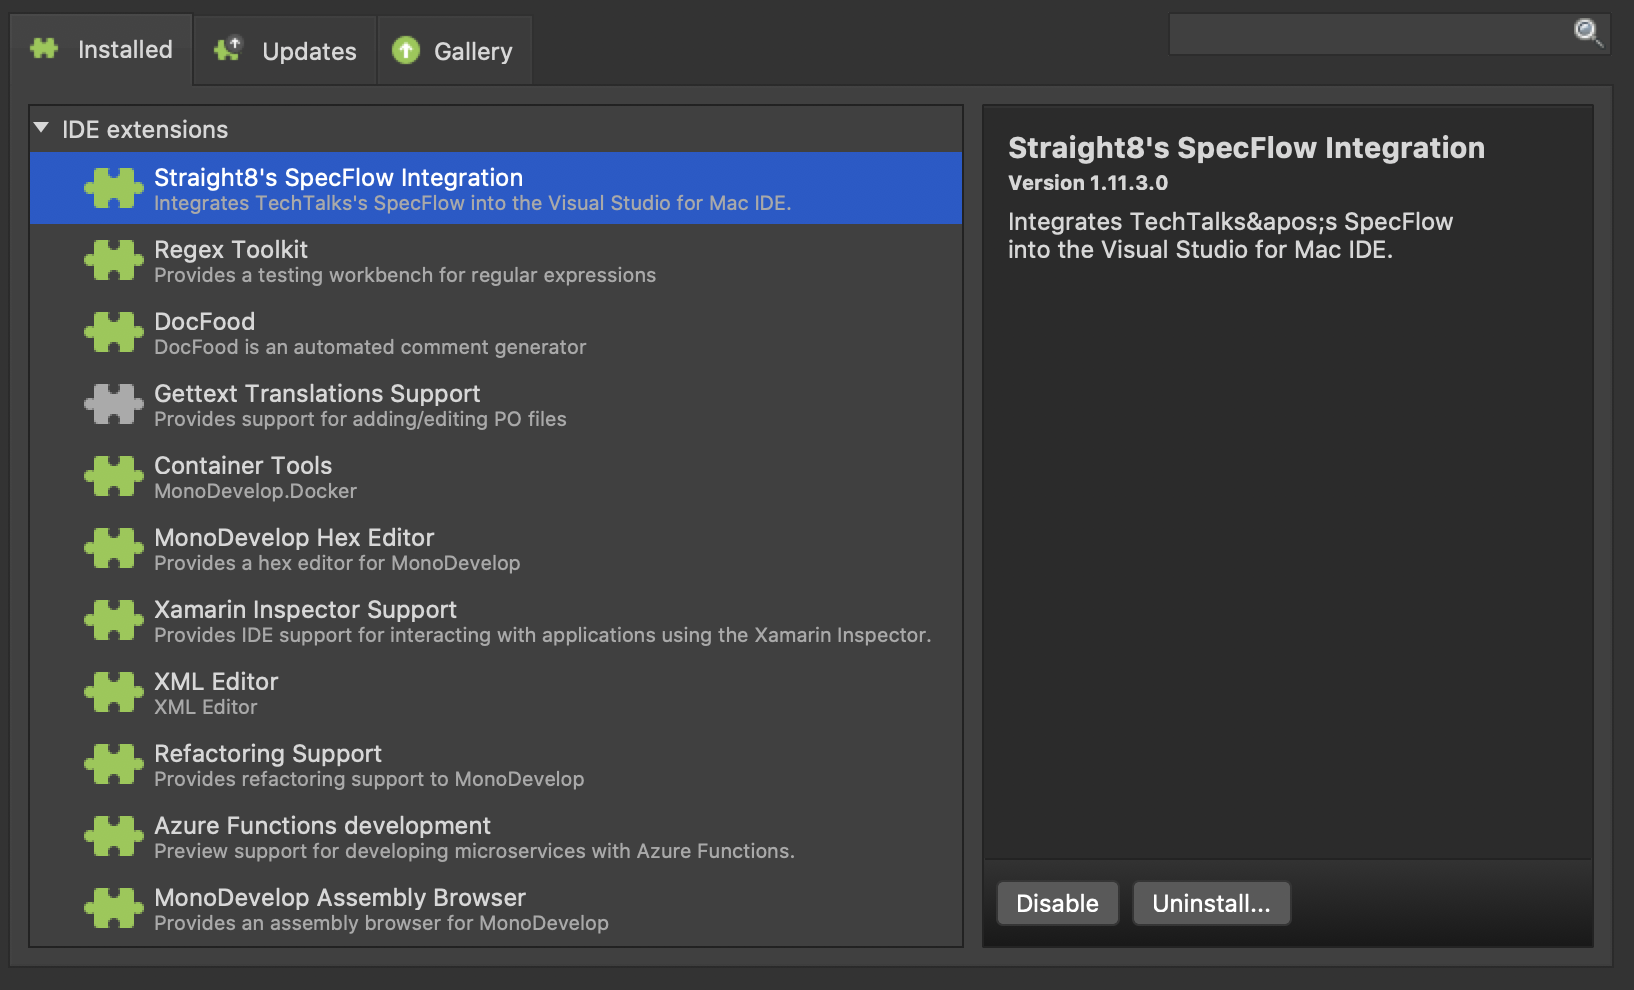 Installed
Updates
Gallery
IDE extensions
Straight8's SpecFlow Integration
Integrates TechTalks's SpecFlow into the Visual Studio for Mac IDE.
Regex Toolkit
Provides a testing workbench for regular expressions
DocFood
DocFood is an automated comment generator
Gettext Translations Support
Provides support for adding/editing PO files
Container Tools
MonoDevelop.Docker
MonoDevelop Hex Editor
Provides a hex editor for MonoDevelop
Xamarin Inspector Support
Provides IDE support for interacting with applications using the Xamarin Inspector.
XML Editor
XML Editor
Refactoring Support
Provides refactoring support to MonoDevelop
Azure Functions development
Preview support for developing microservices with Azure Functions.
MonoDevelop Assembly Browser
Provides an assembly browser for MonoDevelop
Straight8's SpecFlow Integration
Version 1.11.3.0
Integrates TechTalks&apos;s SpecFlow
into the Visual Studio for Mac IDE.
Disable
Uninstall...